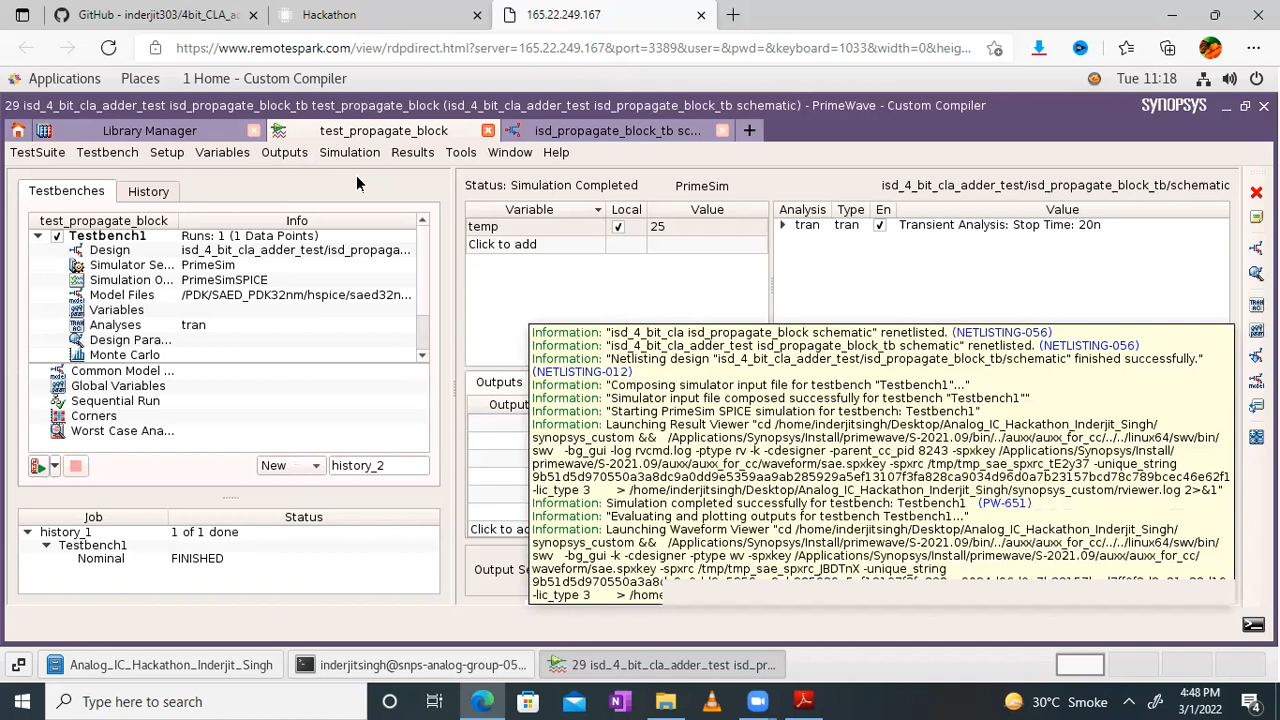 GitHub - inderjit303/4bit_CLA_a
Hackathon
165.22.249.167
https://www.remotespark.com/view/rdpdirect.html?server=165.22.249.167&port=3389&user=&pwd=&keyboard=1033&width=0&heig...
Applications
Places
1 Home - Custom Compiler
Tue 11:18
29 isd_4_bit_cla_adder_test isd_propagate_block_tb test_propagate_block (isd_4_bit_cla_adder_test isd_propagate_block_tb schematic) - PrimeWave - Custom Compiler
SYNOPSYS
Library Manager
test_propagate_block
isd_propagate_block_tb sc...
TestSuite
Testbench
Setup
Variables
Outputs
Simulation
Results
Tools
Window
Help
Testbenches
History
test_propagate_block
Info
Testbench1
Runs: 1 (1 Data Points)
Design
isd_4_bit_cla_adder_test/isd_propaga...
Simulator Se...
PrimeSim
Simulation O...
PrimeSimSPICE
Model Files
/PDK/SAED_PDK32nm/hspice/saed32n...
Variables
Analyses
tran
Design Para...
Monte Carlo
Common Model ...
Global Variables
Sequential Run
Corners
Worst Case Ana...
New
history_2
Job
Status
history_1
1 of 1 done
Testbench1
Nominal
FINISHED
Status: Simulation Completed
PrimeSim
isd_4_bit_cla_adder_test/isd_propagate_block_tb/schematic
Variable
Local
Value
temp
25
Click to add
Analysis
Type
En
Value
tran
tran
Transient Analysis: Stop Time: 20n
Outputs
Output
Click to ad
Output Se
Information: "isd_4_bit_cla isd_propagate_block schematic" renetlisted. (NETLISTING-056)
Information: "isd_4_bit_cla_adder_test isd_propagate_block_tb schematic" renetlisted. (NETLISTING-056)
Information: "Netlisting design "isd_4_bit_cla_adder_test/isd_propagate_block_tb/schematic" finished successfully."
(NETLISTING-012)
Information: "Composing simulator input file for testbench "Testbench1"..."
Information: "Simulator input file composed successfully for testbench "Testbench1""
Information: "Starting PrimeSim SPICE simulation for testbench: Testbench1"
Information: Launching Result Viewer "cd /home/inderjitsingh/Desktop/Analog_IC_Hackathon_Inderjit_Singh/
synopsys_custom && /Applications/Synopsys/Install/primewave/S-2021.09/bin/../auxx/auxx_for_cc/../../linux64/swv/bin/
swv -bg_gui -log rvcmd.log -ptype rv -k -cdesigner -parent_cc_pid 8243 -spxkey /Applications/Synopsys/Install/
primewave/S-2021.09/auxx/auxx_for_cc/waveform/sae.spxkey -sprxc /tmp/tmp_sae_spxrc_tE2y37 -unique_string
-lic_type 3 > /home/inderjitsingh/Desktop/Analog_IC_Hackathon_Inderjit_Singh/synopsys_custom/rviewer.log 2>&1"
Information: Simulation completed successfully for testbench: Testbench1 (PW-651)
Information: "Evaluating and plotting outputs for testbench Testbench1..."
Information: Launching Waveform Viewer "cd /home/inderjitsingh/Desktop/Analog_IC_Hackathon_Inderjit_Singh/
synopsys_custom && /Applications/Synopsys/Install/primewave/S-2021.09/bin/../auxx/auxx_for_cc/../../linux64/swv/bin/
swv -bg_gui -k -cdesigner -ptype wv -spxkey /Applications/Synopsys/Install/primewave/S-2021.09/auxx/auxx_for_cc/
waveform/sae.spxkey -spxrc /tmp/tmp_sae_spxrc_JBDTnX -unique_string
-lic_type 3 > /home
Analog_IC_Hackathon_Inderjit_Singh
inderjitsingh@snps-analog-group-05...
29 isd_4_bit_cla_adder_test isd_pr...
Type here to search
30°C Smoke
4:48 PM
3/1/2022
4